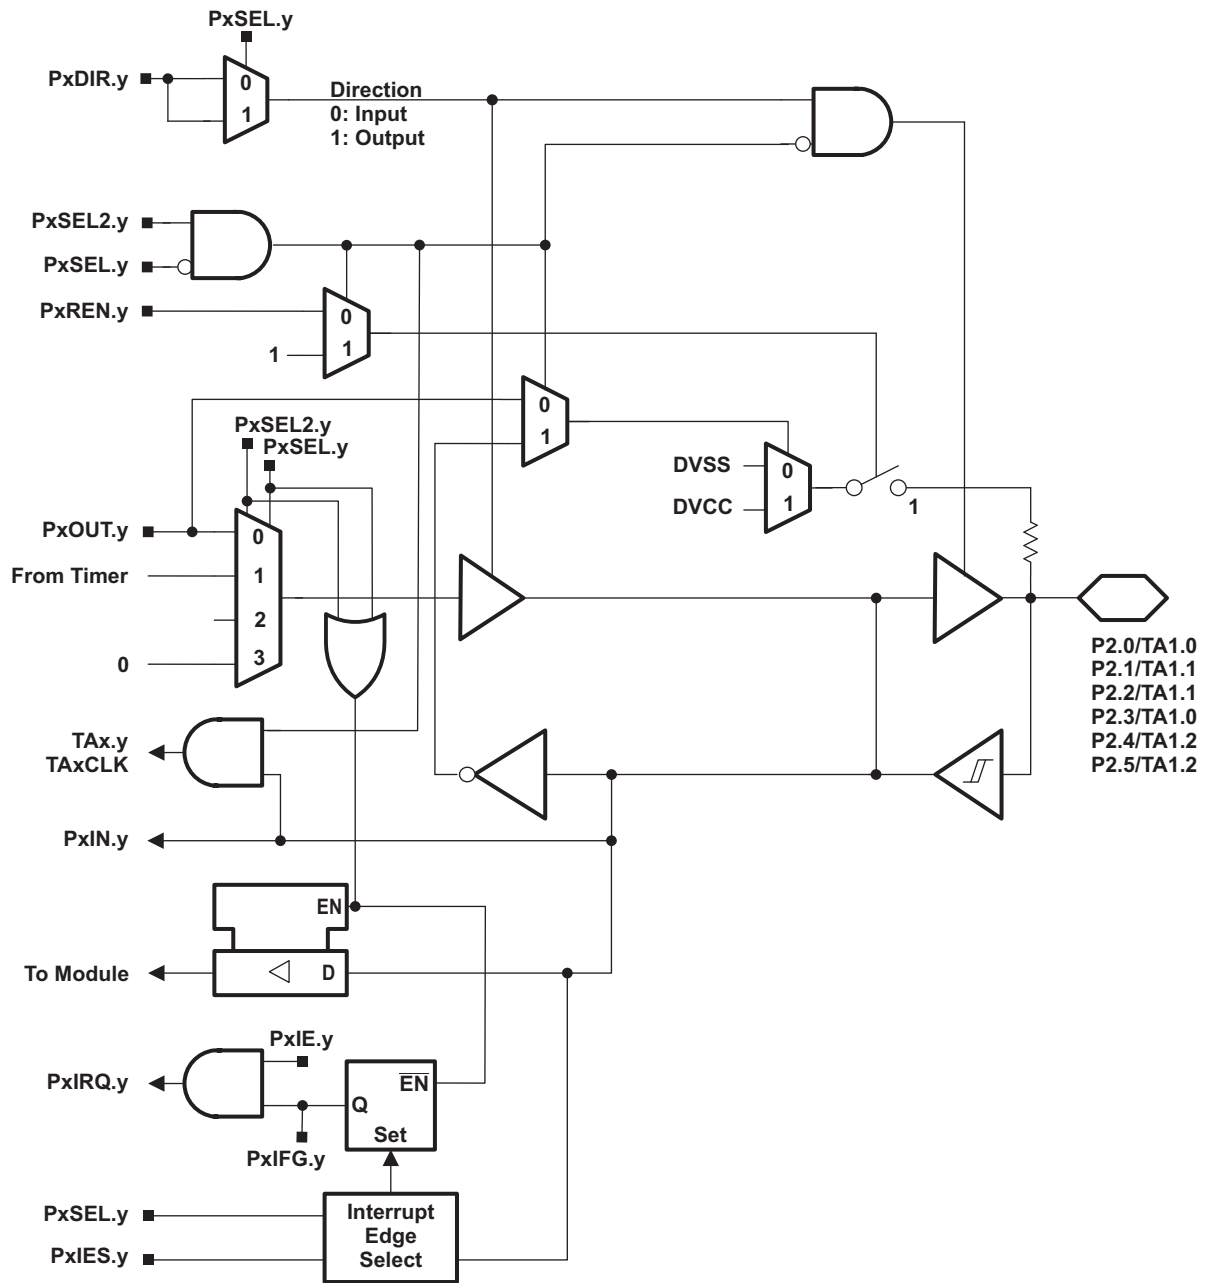 PxSEL.y
PxDIR.y
0
1
Direction
0: Input
1: Output
PxSEL2.y
PxSEL.y
PxREN.y
0
1
1
0
1
PxSEL2.y
PxSEL.y
DVSS
DVCC
0
1
1
PxOUT.y
From Timer
0
0
1
2
3
P2.0/TA1.0
P2.1/TA1.1
P2.2/TA1.1
P2.3/TA1.0
P2.4/TA1.2
P2.5/TA1.2
TAx.y
TAxCLK
PxIN.y
EN
To Module
D
PxIE.y
PxIRQ.y
EN
Q
Set
PxIFG.y
PxSEL.y
PxIES.y
Interrupt
Edge
Select